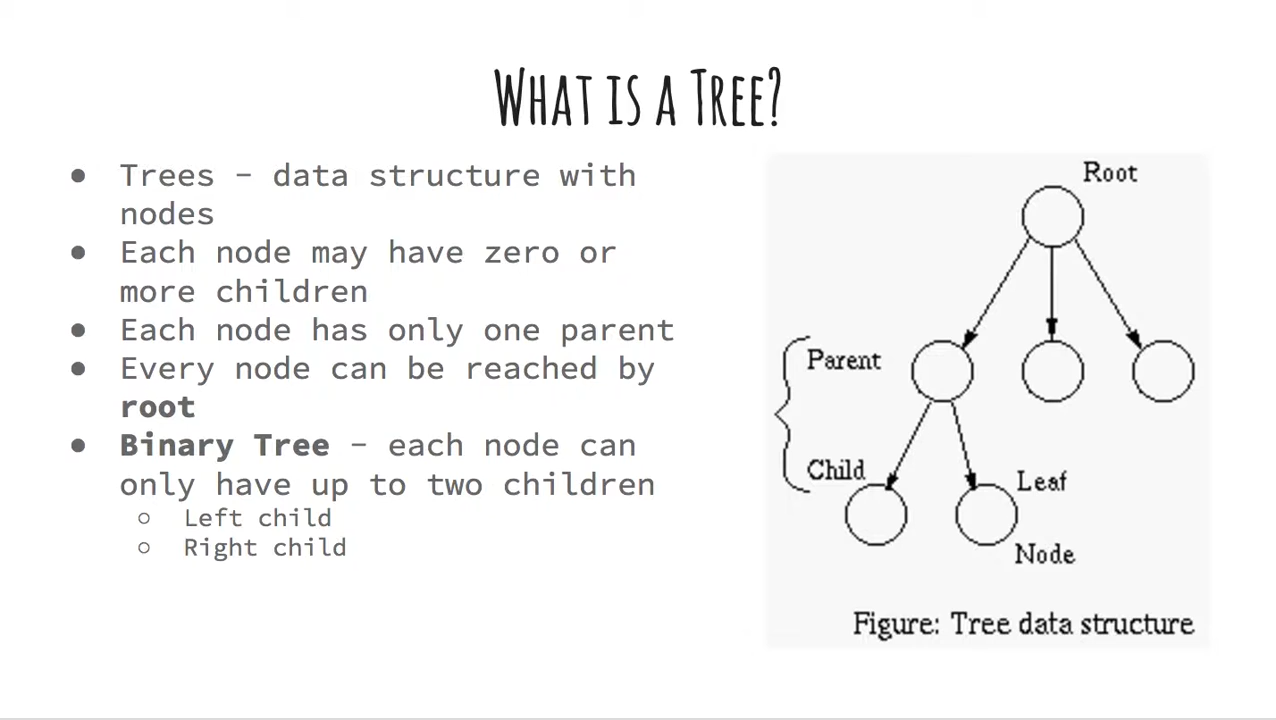 What is a Tree?
● Trees – data structure with
nodes
● Each node may have zero or
more children
● Each node has only one parent
● Every node can be reached by
root
● Binary Tree – each node can
only have up to two children
○ Left child
○ Right child
Root
Parent
Child
Leaf
Node
Figure: Tree data structure